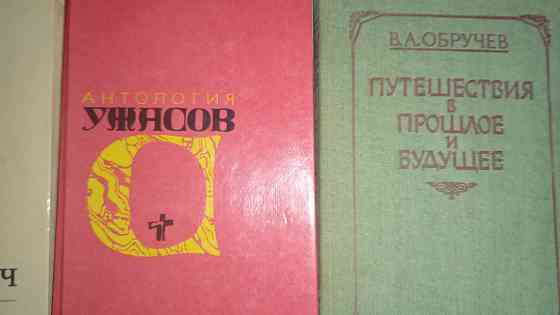 Ч
АНТОЛОГИЯ
УЖАСОВ
В.А.ОБРУЧЕВ
ПУТЕШЕСТВИЯ
В
ПРОШЛОЕ
И
БУДУЩЕЕ